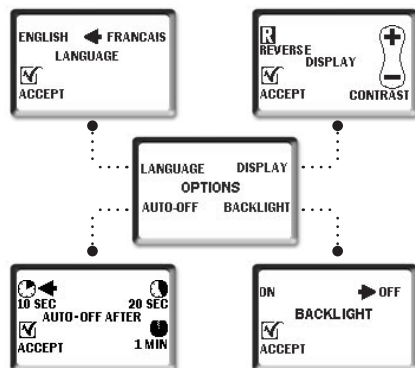 ENGLISH FRANCAIS
LANGUAGE
ACCEPT
R
REVERSE
DISPLAY
ACCEPT CONTRAST
LANGUAGE DISPLAY
OPTIONS
AUTO-OFF BACKLIGHT
10 SEC 20 SEC
AUTO-OFF AFTER
ACCEPT 1 MIN
ON OFF
BACKLIGHT
ACCEPT